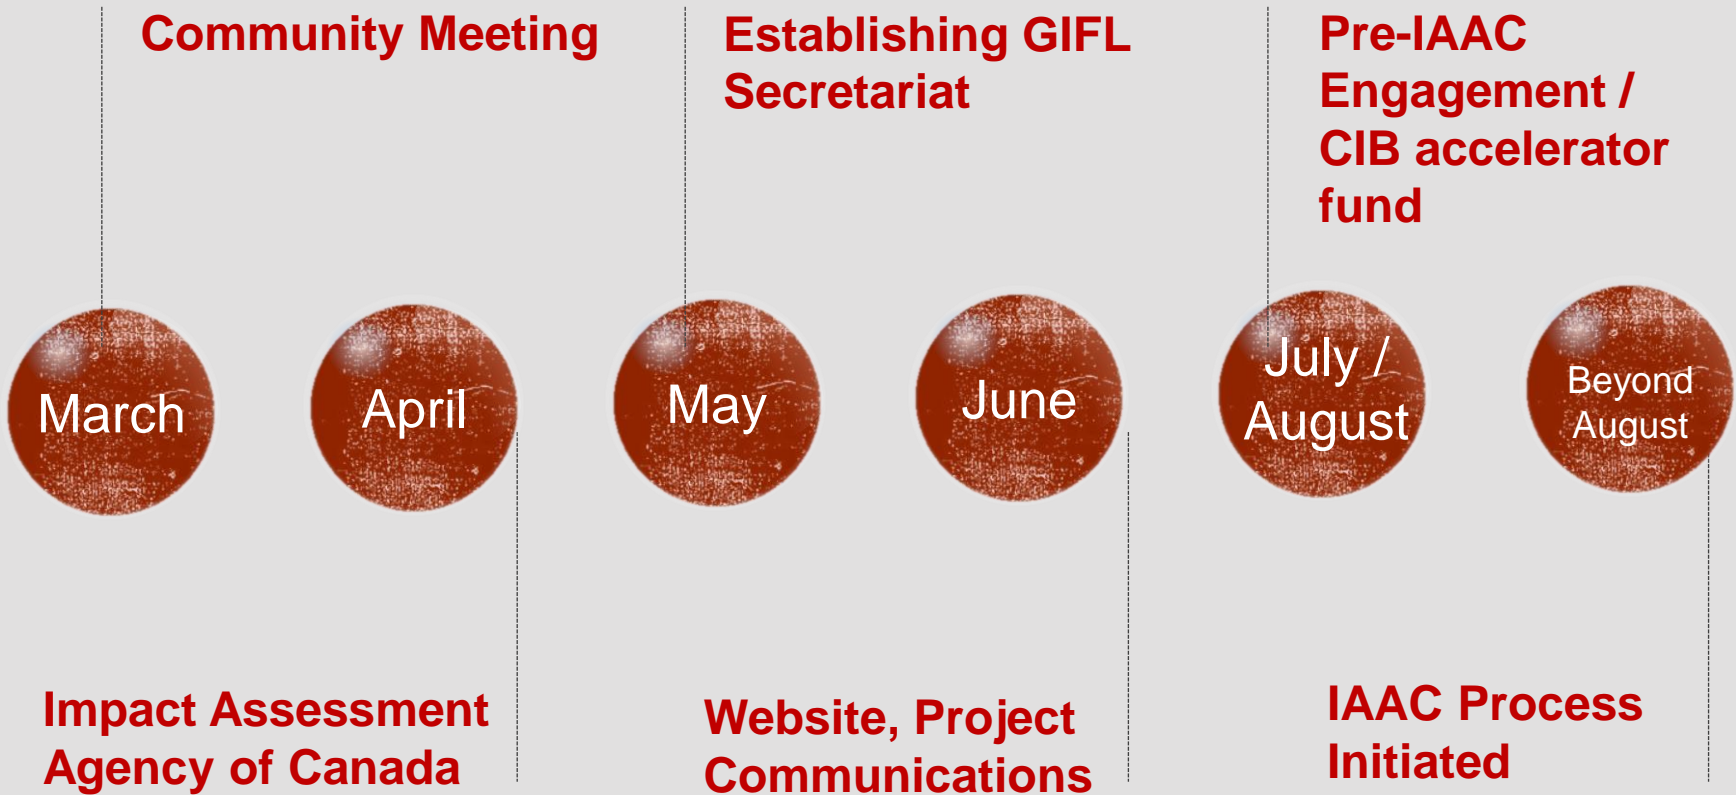 Community Meeting
Establishing GIFL
Secretariat
Pre-IAAC
Engagement /
CIB accelerator
fund
March
April
May
June
July /
August
Beyond
August
Impact Assessment
Agency of Canada
Website, Project
Communications
IAAC Process
Initiated